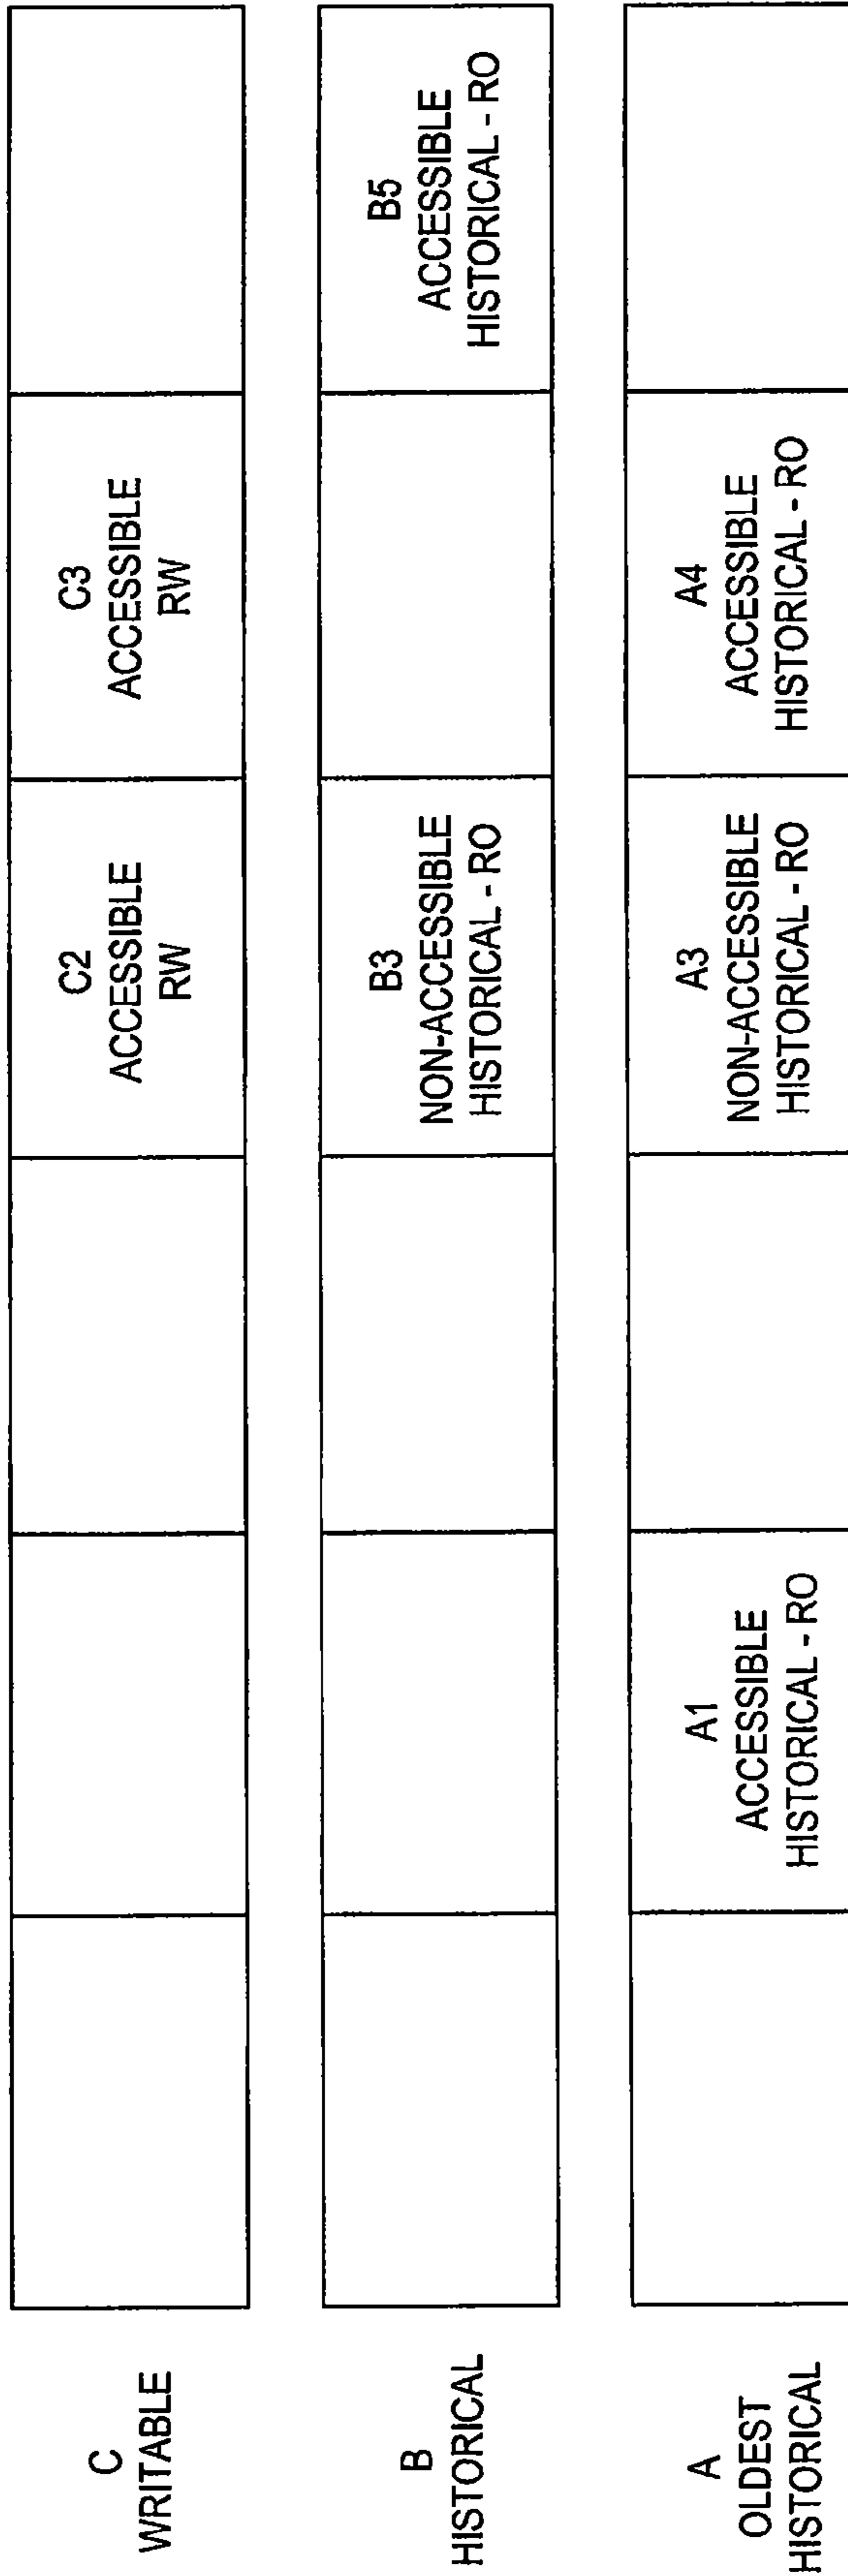 C
WRITABLE
C2
ACCESSIBLE
RW
C3
ACCESSIBLE
RW
B
HISTORICAL
B3
NON-ACCESSIBLE
HISTORICAL - RO
B5
ACCESSIBLE
HISTORICAL - RO
A
OLDEST
HISTORICAL
A1
ACCESSIBLE
HISTORICAL - RO
A3
NON-ACCESSIBLE
HISTORICAL - RO
A4
ACCESSIBLE
HISTORICAL - RO